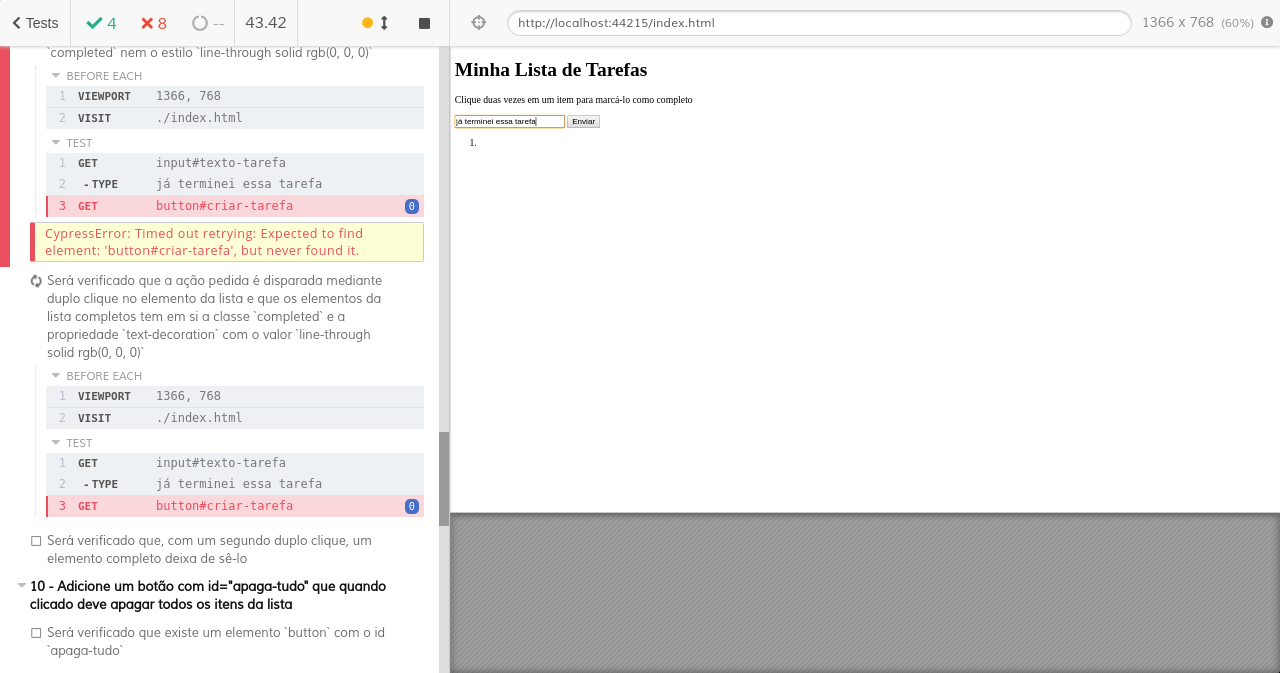 Tests
4
8
--
43.42
http://localhost:44215/index.html
1366 x 768 (60%)
`completed` nem o estilo `line-through solid rgb(0, 0, 0)`
BEFORE EACH
1 VIEWPORT 1366, 768
2 VISIT ./index.html
TEST
1 GET input#texto-tarefa
2 -TYPE já terminei essa tarefa
3 GET button#criar-tarefa 0
CypressError: Timed out retrying: Expected to find
element: 'button#criar-tarefa', but never found it.
Será verificado que a ação pedida é disparada mediante
duplo clique no elemento da lista e que os elementos da
lista completos tem em si a classe `completed` e a
propriedade `text-decoration` com o valor `line-through
solid rgb(0, 0, 0)`
BEFORE EACH
1 VIEWPORT 1366, 768
2 VISIT ./index.html
TEST
1 GET input#texto-tarefa
2 -TYPE já terminei essa tarefa
3 GET button#criar-tarefa 0
Será verificado que, com um segundo duplo clique, um
elemento completo deixa de sê-lo
10 - Adicione um botão com id="apaga-tudo" que quando
clicado deve apagar todos os itens da lista
Será verificado que existe um elemento `button` com o id
`apaga-tudo`
Minha Lista de Tarefas
Clique duas vezes em um item para marcá-lo como completo
já terminei essa tarefa Enviar
1.